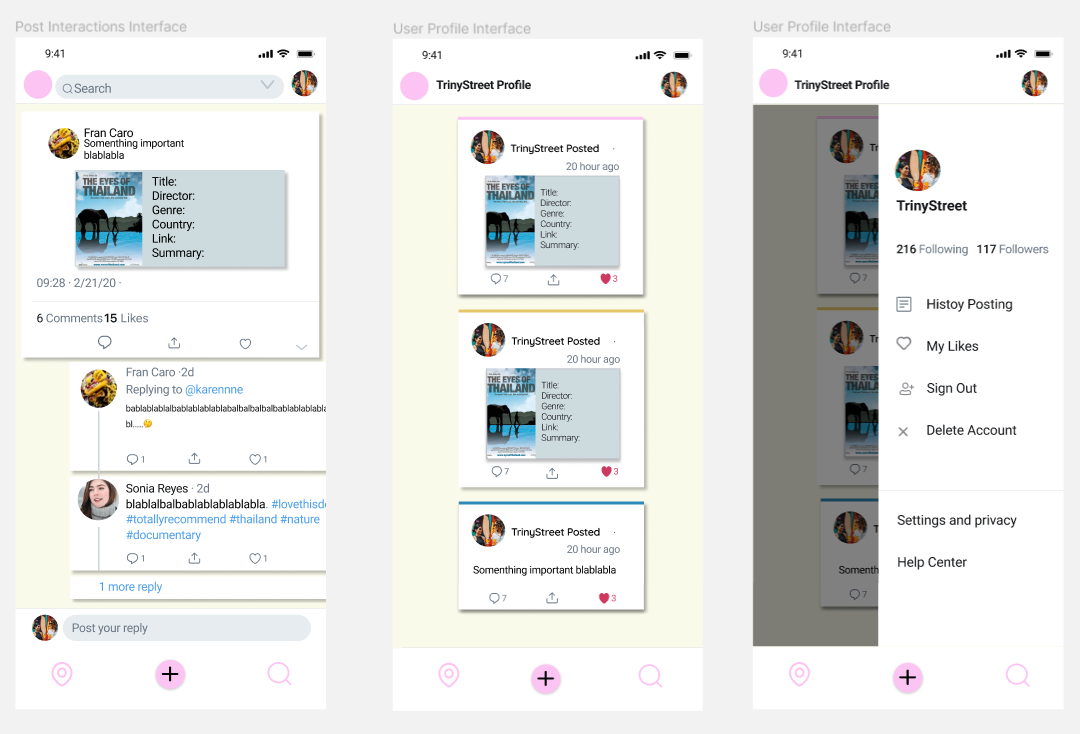 Post Interactions Interface
9:41
Search
Fran Caro
Somenthing important
blablabla
THE EYES OF
THAILAND
Title:
Director:
Genre:
Country:
Link:
Summary:
09:28 · 2/21/20 ·
6 Comments 15 Likes
Fran Caro ·2d
Replying to @karennne
bablablablalbablablablablablabalbalbalbalbablablablabla
bl.....
1
1
Sonia Reyes · 2d
blablalbalbablablablablabla. #lovethisdo
#totallyrecommend #thailand #nature
#documentary
1
1
1 more reply
Post your reply
User Profile Interface
9:41
TrinyStreet Profile
TrinyStreet Posted ·
20 hour ago
THE EYES OF
THAILAND
Title:
Director:
Genre:
Country:
Link:
Summary:
7
3
TrinyStreet Posted ·
20 hour ago
THE EYES OF
THAILAND
Title:
Director:
Genre:
Country:
Link:
Summary:
7
3
TrinyStreet Posted ·
20 hour ago
Somenthing important blablabla
7
3
User Profile Interface
9:41
TrinyStreet Profile
7
7
Somenth
7
TrinyStreet
216 Following 117 Followers
Histoy Posting
My Likes
Sign Out
Delete Account
Settings and privacy
Help Center